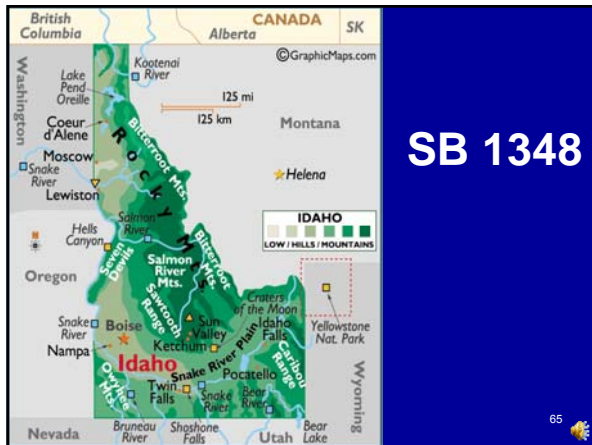 British
Columbia
Alberta
CANADA
SK
©GraphicMaps.com
Washington
Kootenai
River
Lake
Pend
Oreille
125 mi
125 km
Coeur
d'Alene
Bitterroot Mts.
Montana
Rocky Mts
Moscow
Snake
River
Helena
Lewiston
IDAHO
LOW / HILLS / MOUNTAINS
Hells
Canyon
Salmon
River
Seven
Devils
Bitterroot
Mts.
Oregon
Salmon
River
Mts.
Sawtooth
Range
Craters
of the Moon
Yellowstone
Nat. Park
Snake
River
Boise
Sun
Valley
Idaho
Falls
Nampa
Ketchum
Idaho
Snake River Plain
Caribou
Range
Owyhee
Mts.
Twin
Falls
Pocatello
Snake
River
Bear
River
Wyoming
Nevada
Bruneau
River
Shoshone
Falls
Utah
Bear
Lake
SB 1348
65